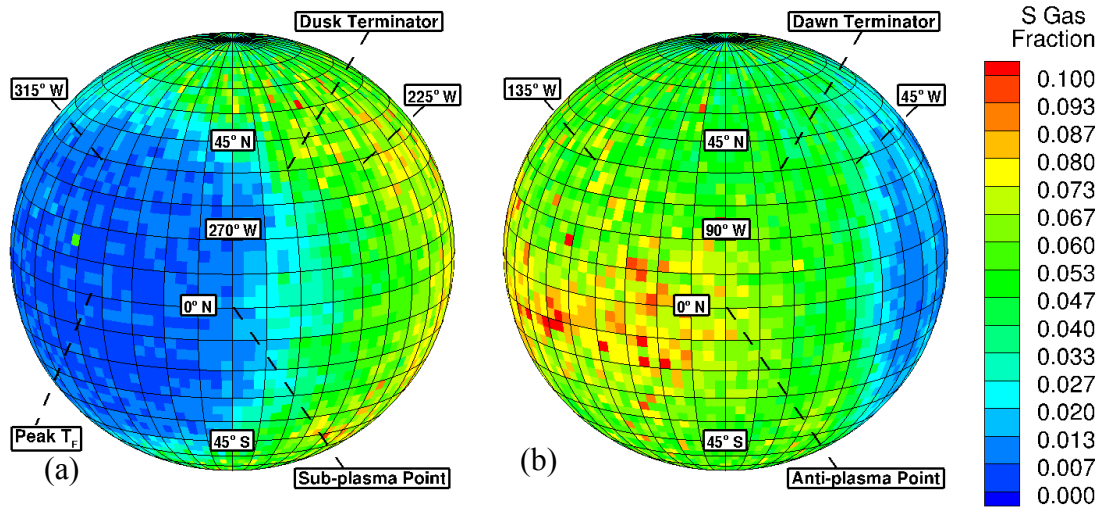 Dusk Terminator
315° W
225° W
45° N
270° W
0° N
Peak T_F
45° S
(a)
Sub-plasma Point
Dawn Terminator
135° W
45° W
45° N
90° W
0° N
45° S
(b)
Anti-plasma Point
S Gas
Fraction
0.100
0.093
0.087
0.080
0.073
0.067
0.060
0.053
0.047
0.040
0.033
0.027
0.020
0.013
0.007
0.000